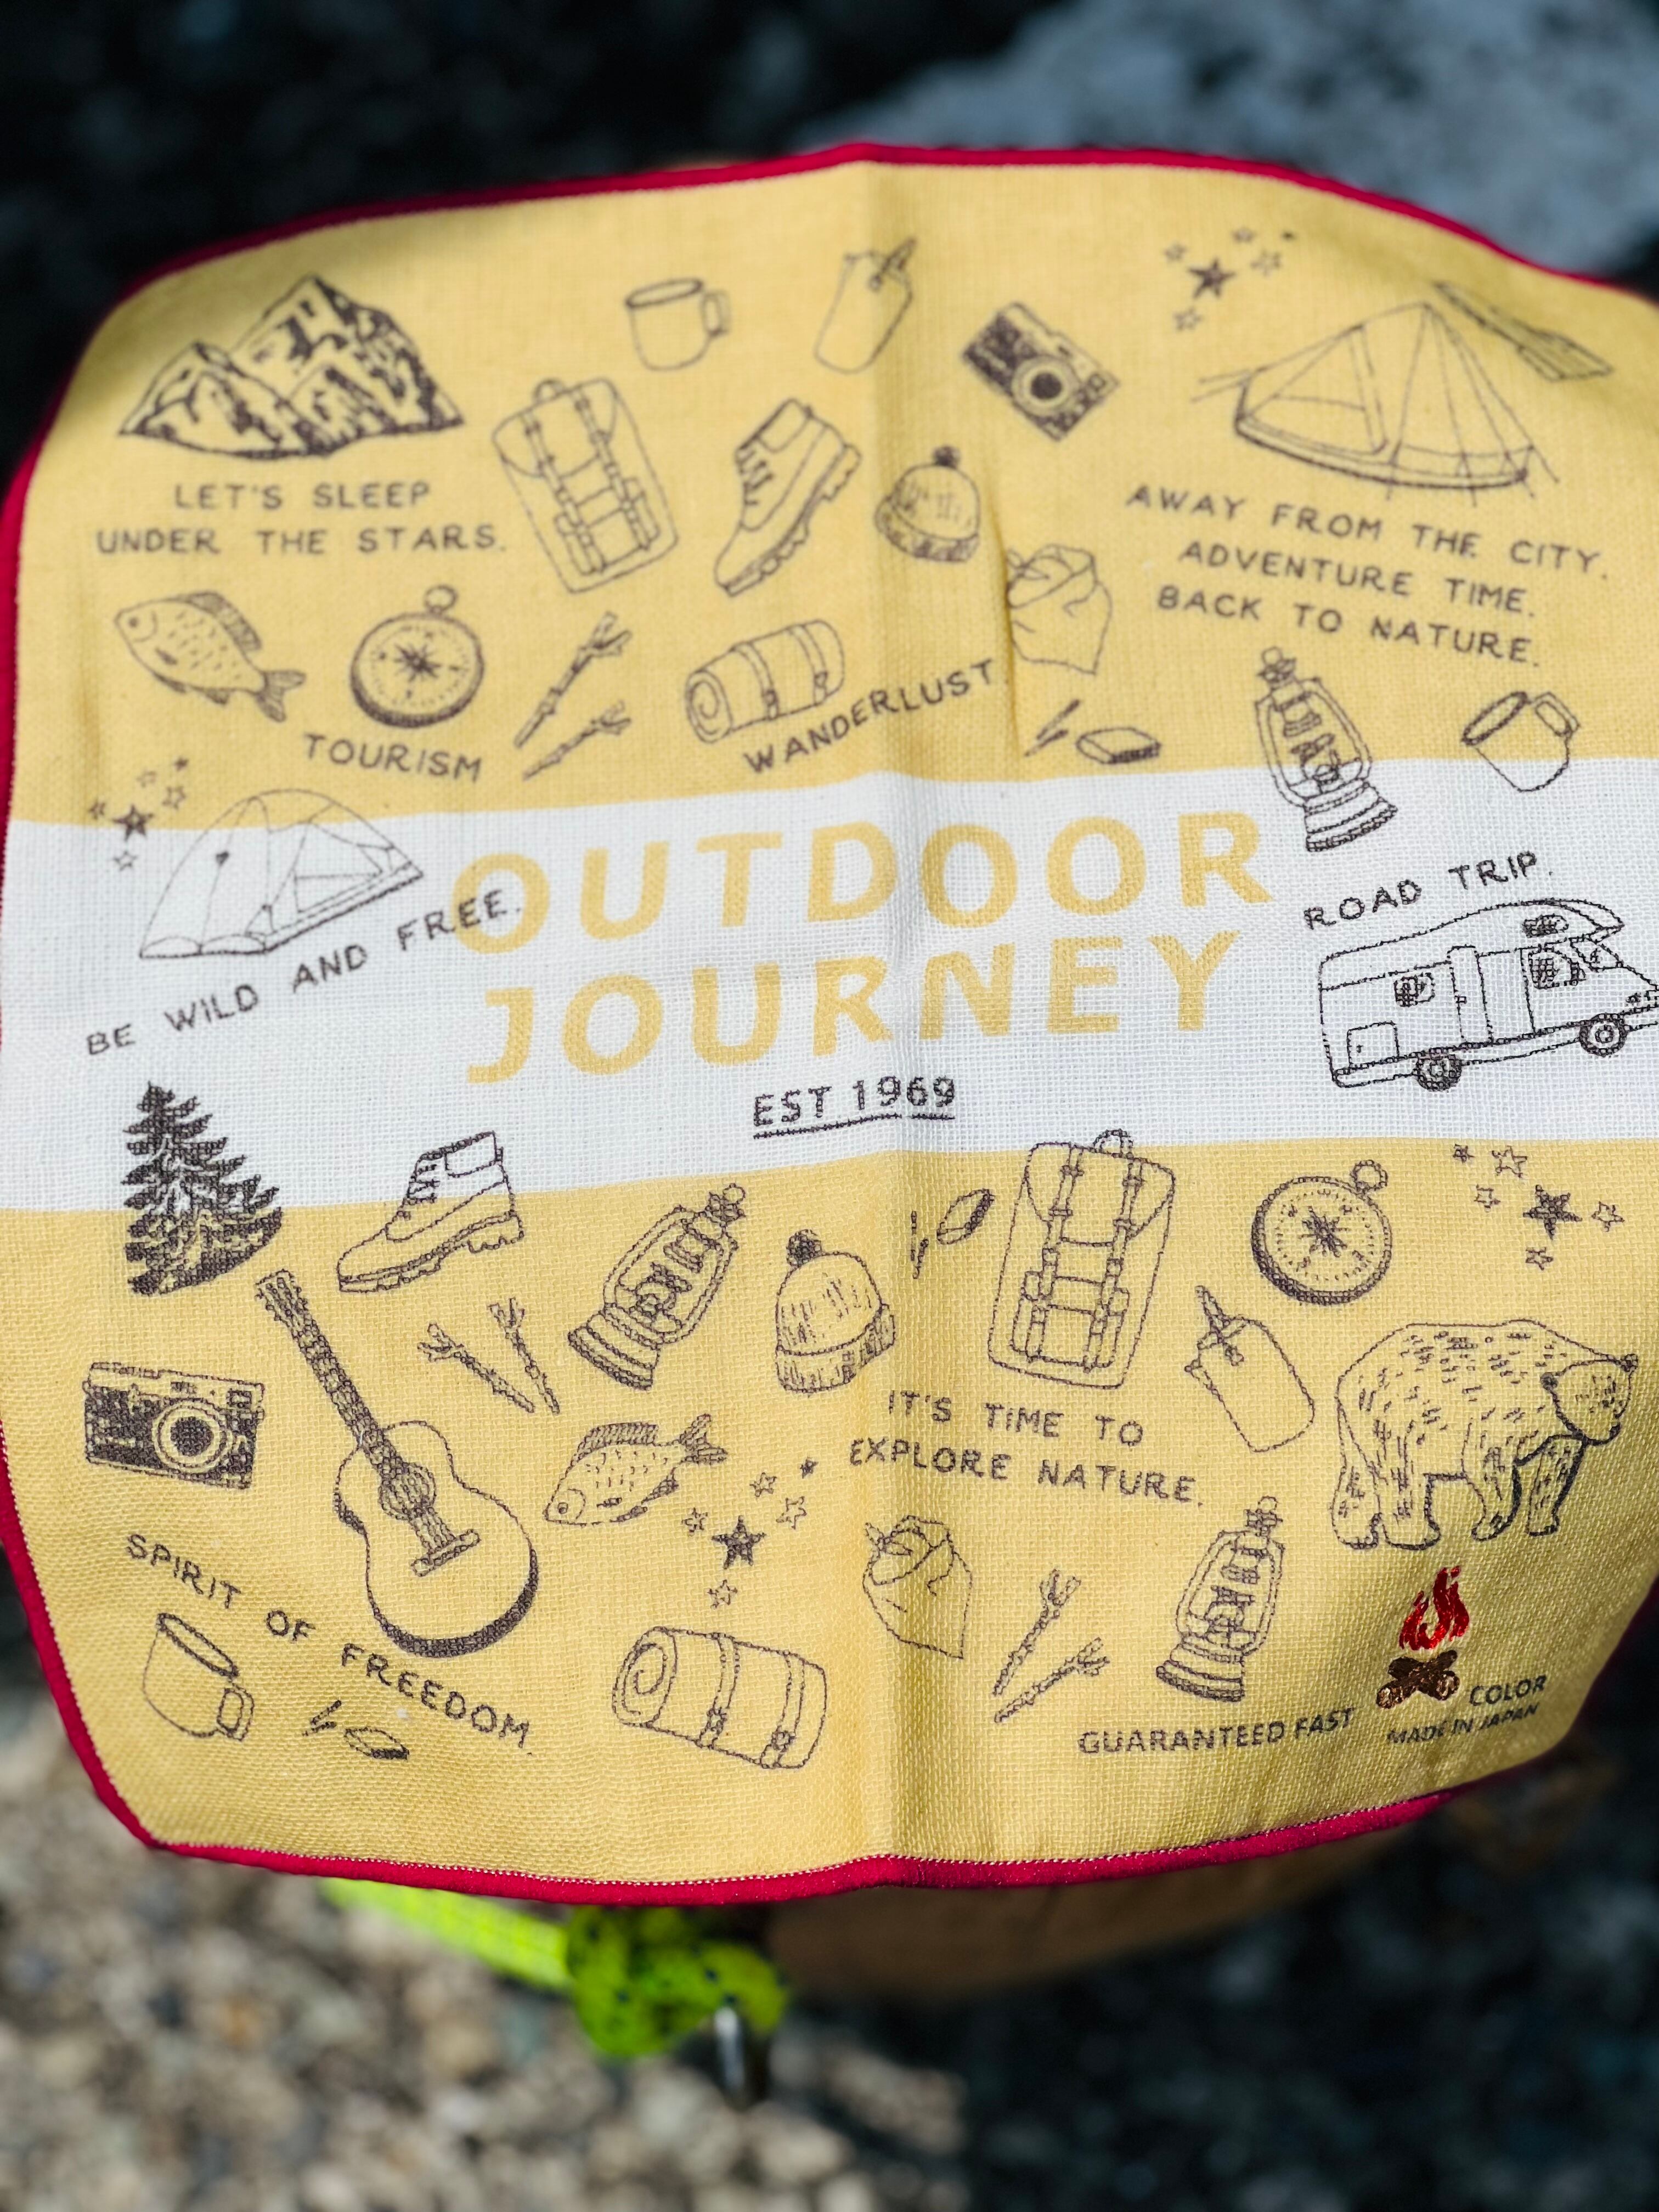 LET'S SLEEP
UNDER THE STARS.
AWAY FROM THE CITY.
ADVENTURE TIME.
BACK TO NATURE.
TOURISM
WANDERLUST
BE WILD AND FREE.
OUTDOOR
JOURNEY
EST 1969
ROAD TRIP.
IT'S TIME TO
EXPLORE NATURE.
SPIRIT OF FREEDOM.
GUARANTEED FAST COLOR
MADE IN JAPAN